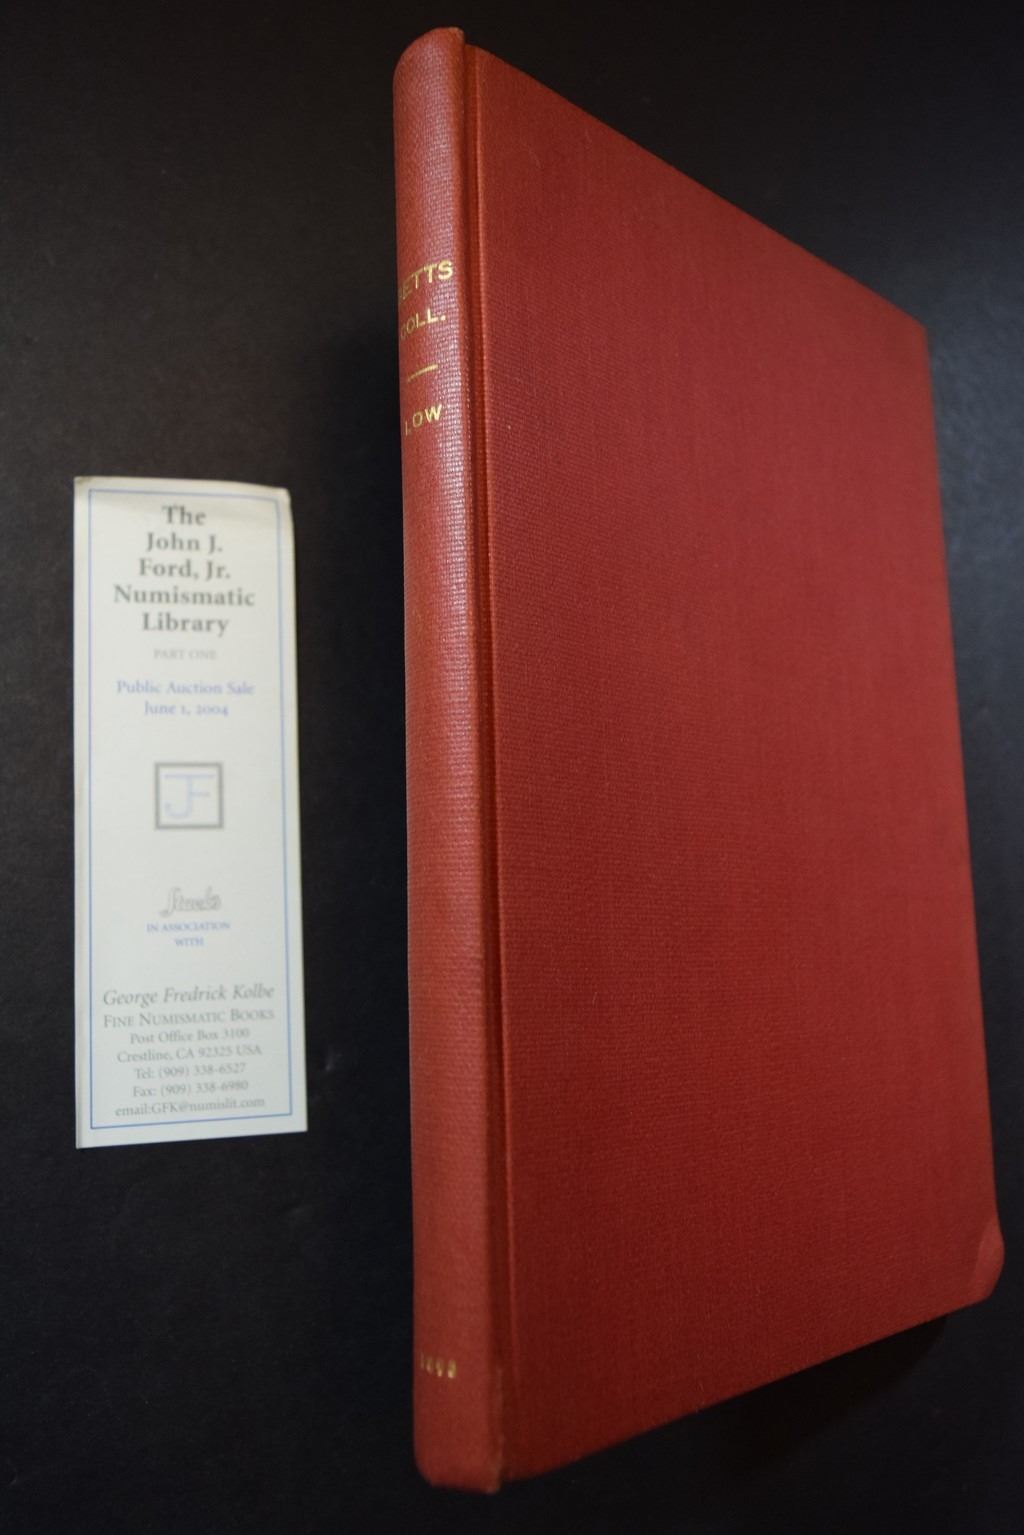 The
John J.
Ford, Jr.
Numismatic
Library
PART ONE
Public Auction Sale
June 1, 2004
JF
Stack's
IN ASSOCIATION
WITH
George Fredrick Kolbe
FINE NUMISMATIC BOOKS
Post Office Box 3100
Crestline, CA 92325 USA
Tel: (909) 338-6527
Fax: (909) 338-6980
email:GFK@numislit.com
ETTS
COLL.
LOW